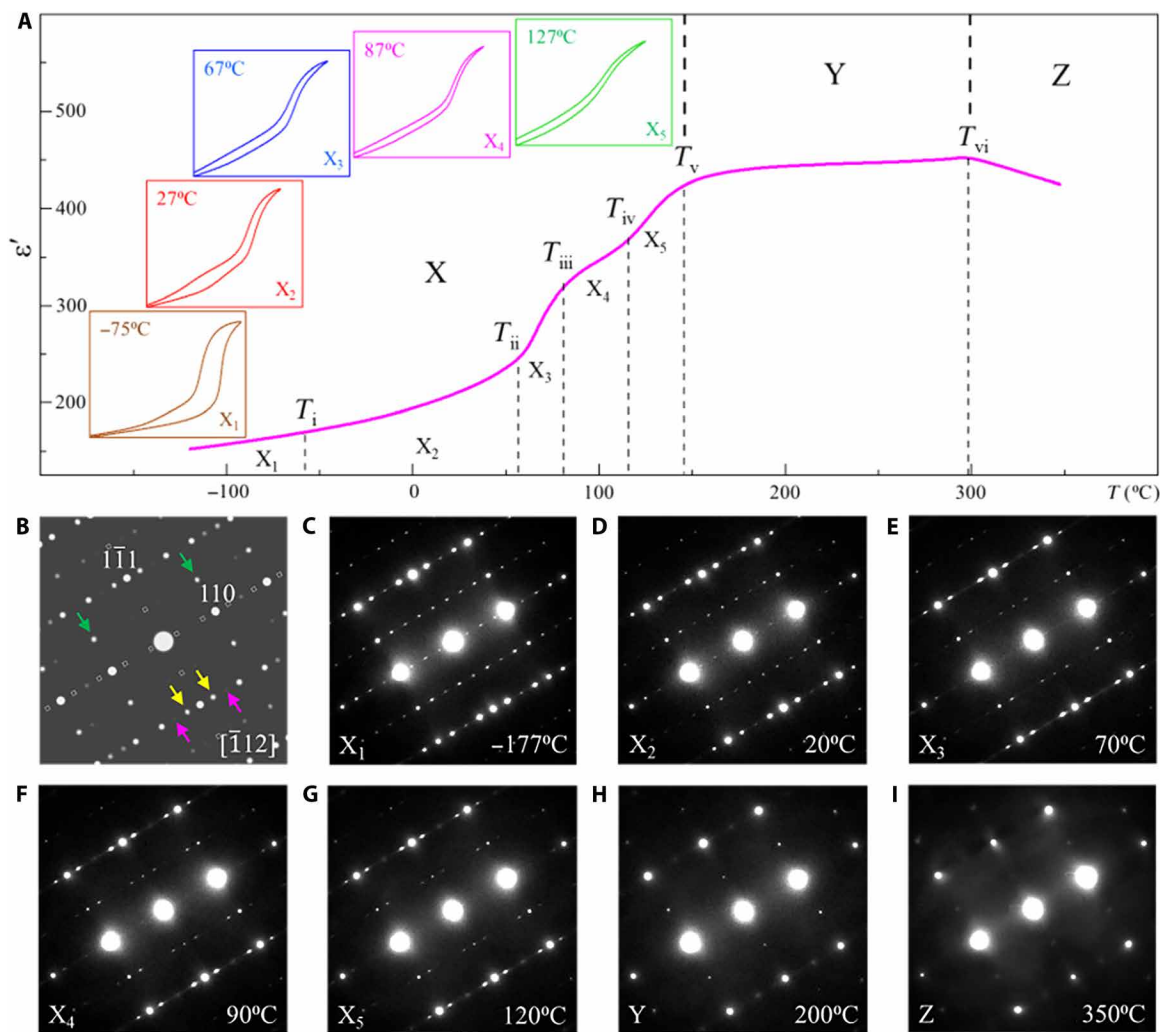 A
67ºC
X₃
87ºC
X₄
127ºC
X₅
27ºC
X₂
−75ºC
X₁
X
Y
Z
Tᵢ
Tᵢᵢ
Tᵢᵢᵢ
Tᵢᵥ
Tᵥ
Tᵥᵢ
X₁
X₂
X₃
X₄
X₅
500
400
300
200
ε′
−100
0
100
200
300
T (ºC)
B
11̅1
110
[1̅12]
C
X₁ −177ºC
D
X₂ 20ºC
E
X₃ 70ºC
F
X₄ 90ºC
G
X₅ 120ºC
H
Y 200ºC
I
Z 350ºC